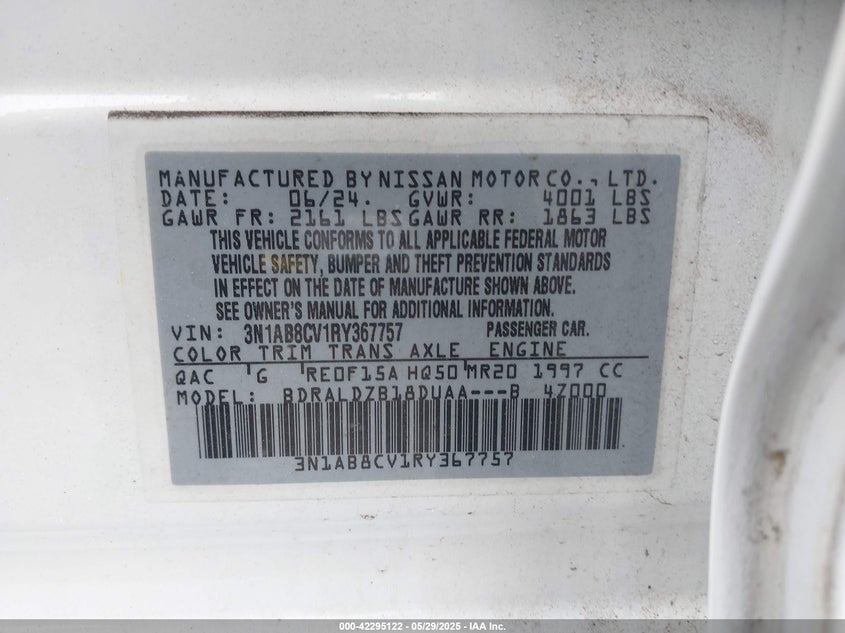 MANUFACTURED BY NISSAN MOTOR CO., LTD.
DATE: 06/24. GVWR: 4001 LBS
GAWR FR: 2161 LBS GAWR RR: 1863 LBS
THIS VEHICLE CONFORMS TO ALL APPLICABLE FEDERAL MOTOR
VEHICLE SAFETY, BUMPER AND THEFT PREVENTION STANDARDS
IN EFFECT ON THE DATE OF MANUFACTURE SHOWN ABOVE.
SEE OWNER'S MANUAL FOR ADDITIONAL INFORMATION.
VIN: 3N1AB8CV1RY367757 PASSENGER CAR.
COLOR TRIM TRANS AXLE ENGINE
QAC G RE0F15A HQ50 MR20 1997 CC
MODEL: BDRALDZB18DUAA---B 4Z000
3N1AB8CV1RY367757
000-42295122 - 05/29/2025 - IAA Inc.